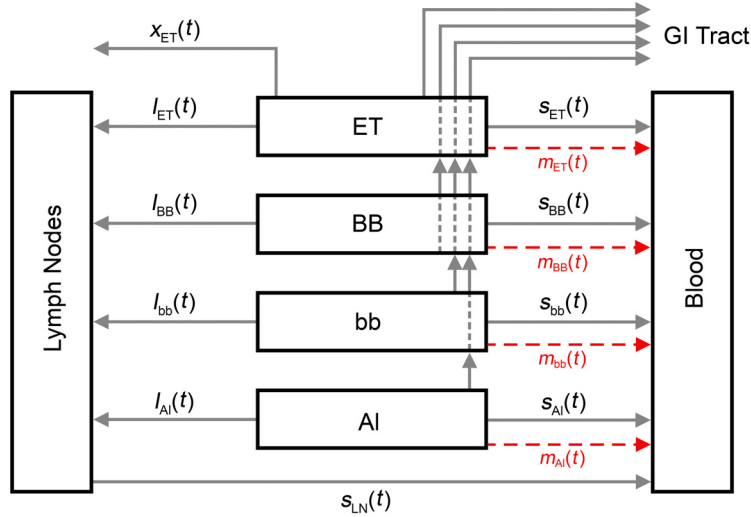 x_ET(t)
GI Tract
l_ET(t)
ET
s_ET(t)
m_ET(t)
l_BB(t)
BB
s_BB(t)
m_BB(t)
Lymph Nodes
Blood
l_bb(t)
bb
s_bb(t)
m_bb(t)
l_AI(t)
AI
s_AI(t)
m_AI(t)
s_LN(t)